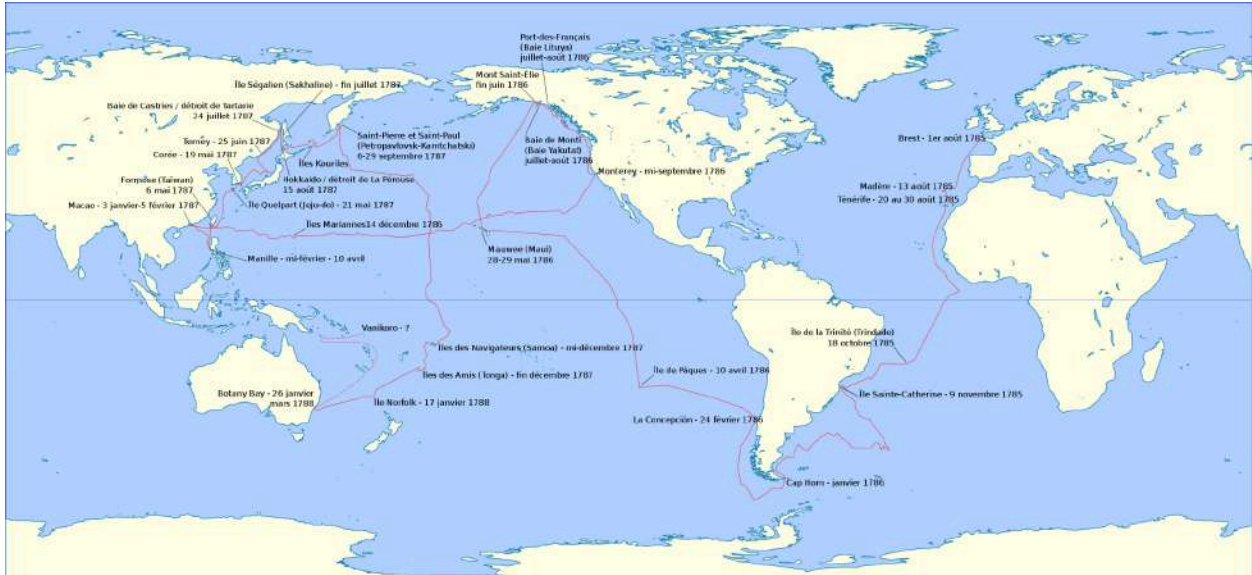 Port-des-Français
(Baie Lituya)
juillet-août 1786
Mont Saint-Élie
fin juin 1786
Île Ségalien (Sakhaline) - fin juillet 1787
Baie de Castries / détroit de Tartarie
24 juillet 1787
Terney - 25 juin 1787
Corée - 19 mai 1787
Saint-Pierre et Saint-Paul
(Petropavlovsk-Kamtchatski)
6-29 septembre 1787
Baie de Monti
(Baie Yakutat)
juillet-août 1786
Brest - 1er août 1785
Îles Kouriles
Monterey - mi-septembre 1786
Formose (Taïwan)
6 mai 1787
Hokkaido / détroit de La Pérouse
15 août 1787
Madère - 13 août 1785
Ténérife - 20 au 30 août 1785
Macao - 3 janvier-5 février 1787
Île Quelpart (Jeju-do) - 21 mai 1787
Îles Mariannes14 décembre 1786
Mauwee (Maui)
28-29 mai 1786
Manille - mi-février - 10 avril
Vanikoro - ?
Île de la Trinité (Trindade)
18 octobre 1785
Îles des Navigateurs (Samoa) - mi-décembre 1787
Îles des Amis (Tonga) - fin décembre 1787
Île de Pâques - 10 avril 1786
Botany Bay - 26 janvier
mars 1788
Île Norfolk - 17 janvier 1788
Île Sainte-Catherine - 9 novembre 1785
La Concepción - 24 février 1786
Cap Horn - janvier 1786